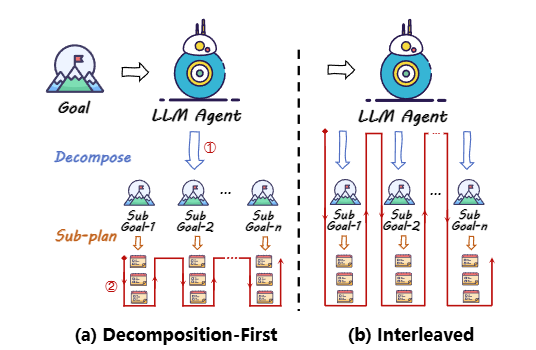 Goal
LLM Agent
Decompose
①
...
Sub
Goal-1
Sub
Goal-2
Sub
Goal-n
Sub-plan
②
(a) Decomposition-First
LLM Agent
...
Sub
Goal-1
Sub
Goal-2
Sub
Goal-n
(b) Interleaved